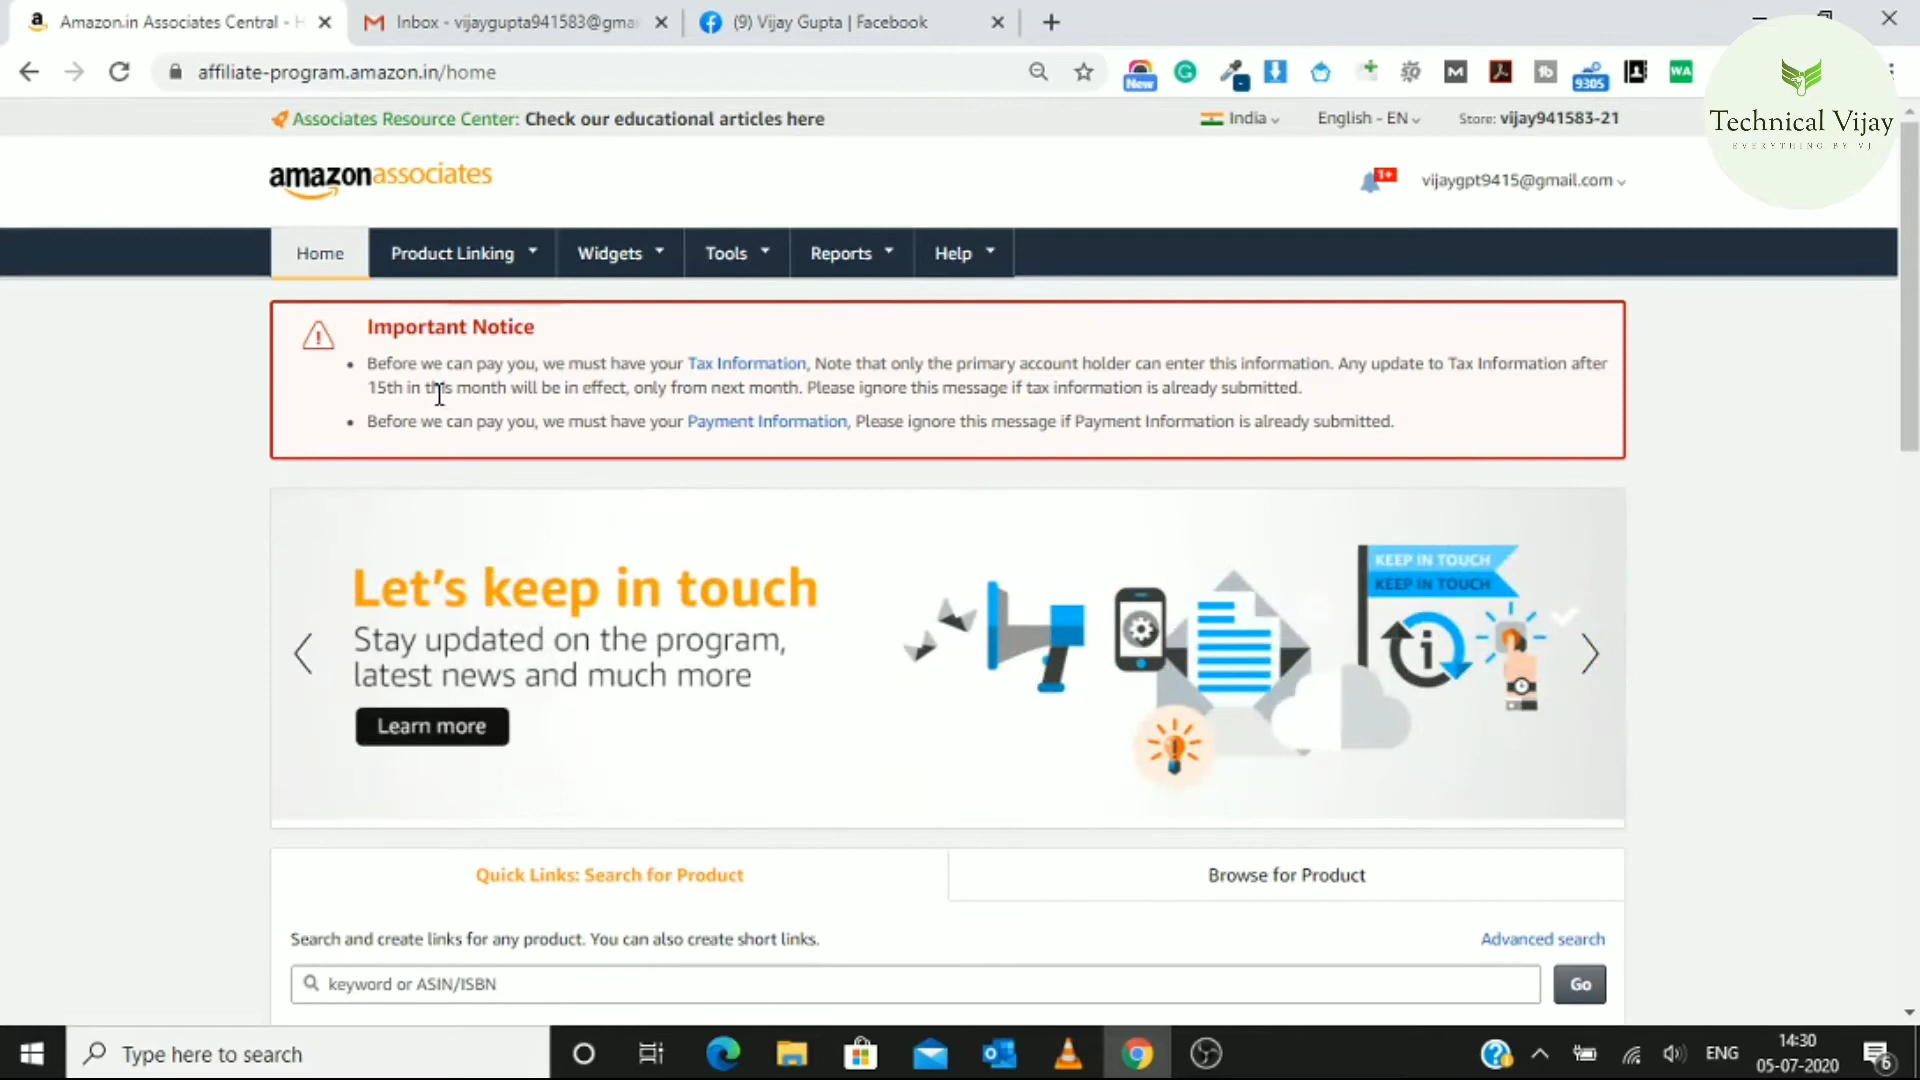 Amazon.in Associates Central - H
Inbox - vijaygupta941583@gmai
(9) Vijay Gupta | Facebook
affiliate-program.amazon.in/home
New
9305
WA
Technical Vijay
EVERYTHING BY VJ
Associates Resource Center: Check our educational articles here
India
English - EN
Store: vijay941583-21
amazonassociates
1+
vijaygpt9415@gmail.com
Home
Product Linking
Widgets
Tools
Reports
Help
Important Notice
Before we can pay you, we must have your Tax Information, Note that only the primary account holder can enter this information. Any update to Tax Information after
15th in this month will be in effect, only from next month. Please ignore this message if tax information is already submitted.
Before we can pay you, we must have your Payment Information, Please ignore this message if Payment Information is already submitted.
Let's keep in touch
Stay updated on the program,
latest news and much more
Learn more
KEEP IN TOUCH
KEEP IN TOUCH
Quick Links: Search for Product
Browse for Product
Search and create links for any product. You can also create short links.
Advanced search
keyword or ASIN/ISBN
Go
Type here to search
ENG
14:30
05-07-2020
6